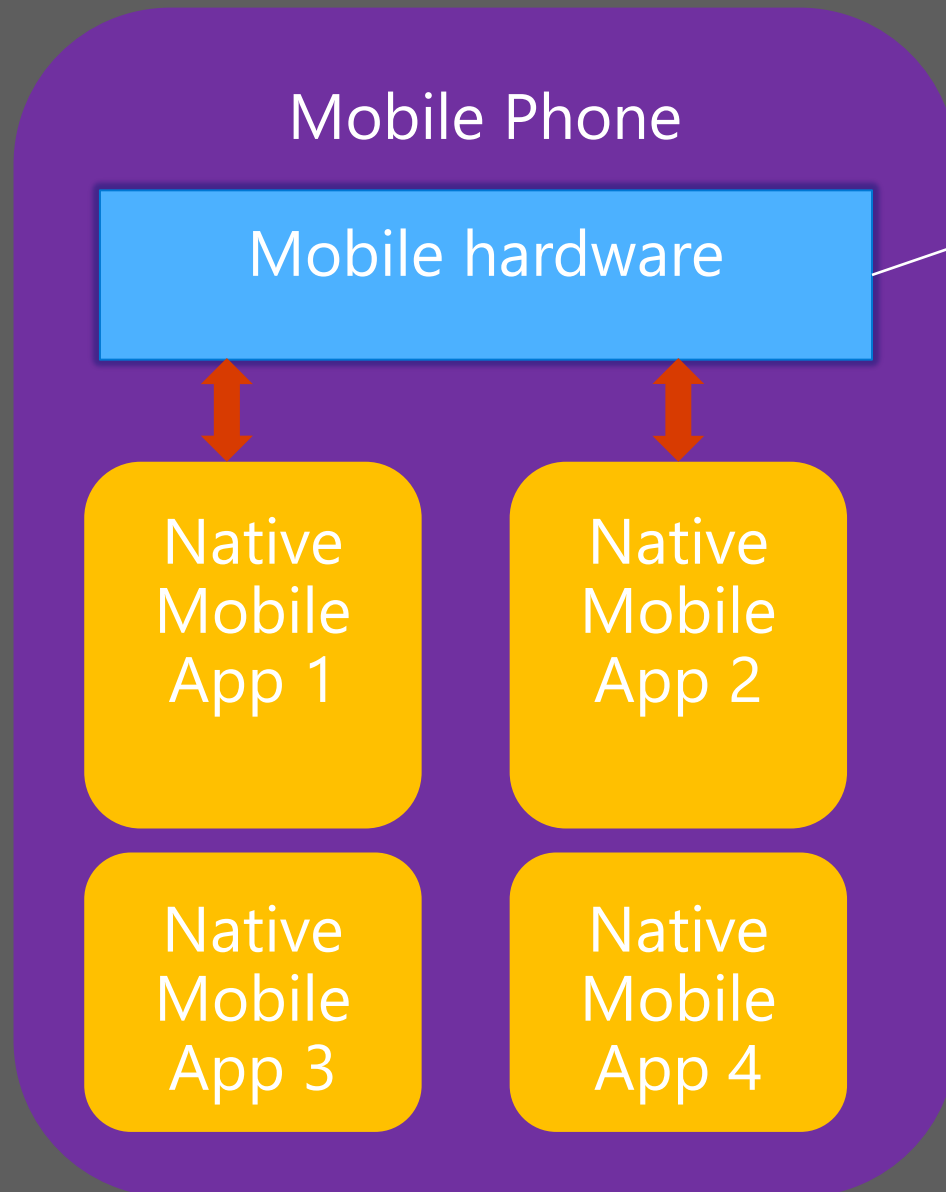 Mobile Phone
Mobile hardware
Native
Mobile
App 1
Native
Mobile
App 2
Native
Mobile
App 3
Native
Mobile
App 4